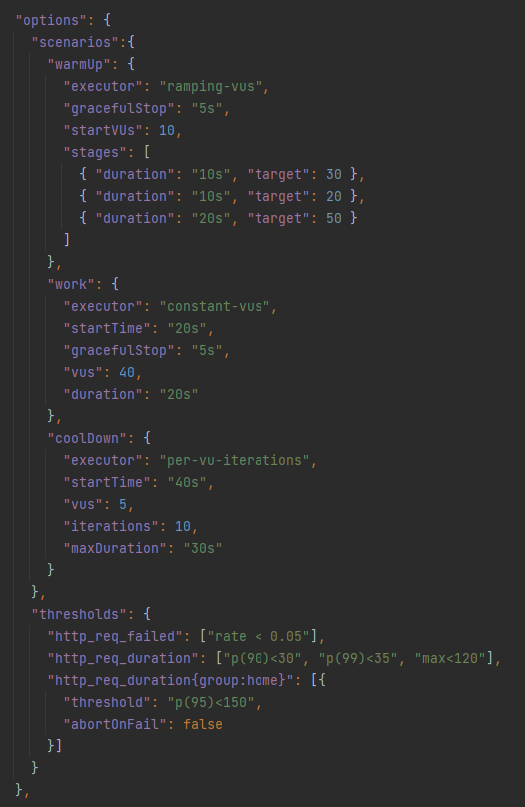 "options": {
"scenarios":{
"warmUp": {
"executor": "ramping-vus",
"gracefulStop": "5s",
"startVUs": 10,
"stages": [
{ "duration": "10s", "target": 30 },
{ "duration": "10s", "target": 20 },
{ "duration": "20s", "target": 50 }
]
},
"work": {
"executor": "constant-vus",
"startTime": "20s",
"gracefulStop": "5s",
"vus": 40,
"duration": "20s"
},
"coolDown": {
"executor": "per-vu-iterations",
"startTime": "40s",
"vus": 5,
"iterations": 10,
"maxDuration": "30s"
}
},
"thresholds": {
"http_req_failed": ["rate < 0.05"],
"http_req_duration": ["p(90)<30", "p(99)<35", "max<120"],
"http_req_duration{group:home}": [{
"threshold": "p(95)<150",
"abortOnFail": false
}]
}
},